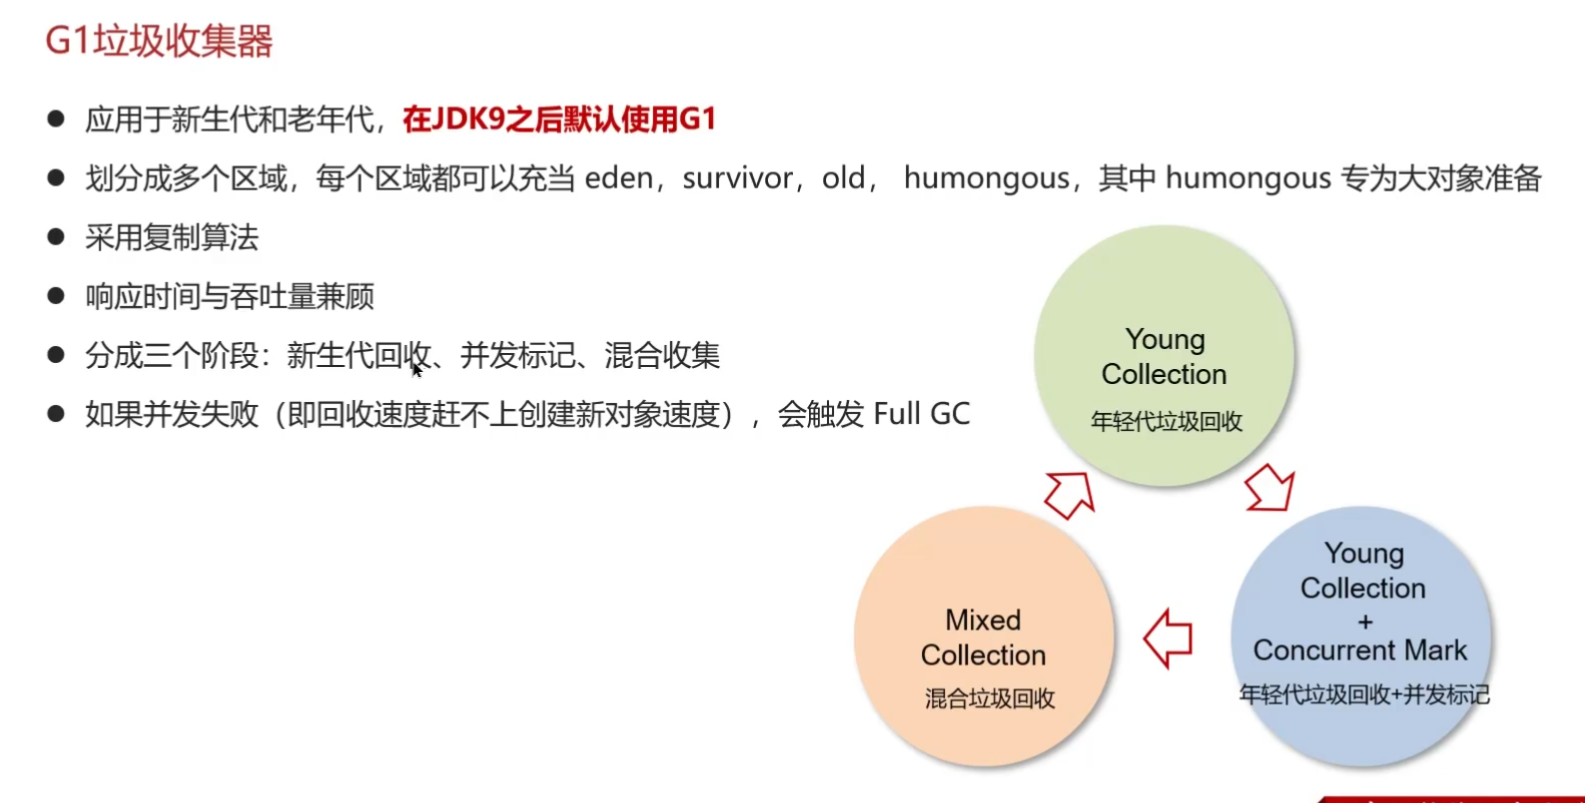 G1垃圾收集器
● 应用于新生代和老年代，在JDK9之后默认使用G1
● 划分成多个区域，每个区域都可以充当 eden，survivor，old， humongous，其中 humongous 专为大对象准备
● 采用复制算法
● 响应时间与吞吐量兼顾
● 分成三个阶段：新生代回收、并发标记、混合收集
● 如果并发失败（即回收速度赶不上创建新对象速度），会触发 Full GC
Young
Collection
年轻代垃圾回收
Young
Collection
+
Concurrent Mark
年轻代垃圾回收+并发标记
Mixed
Collection
混合垃圾回收